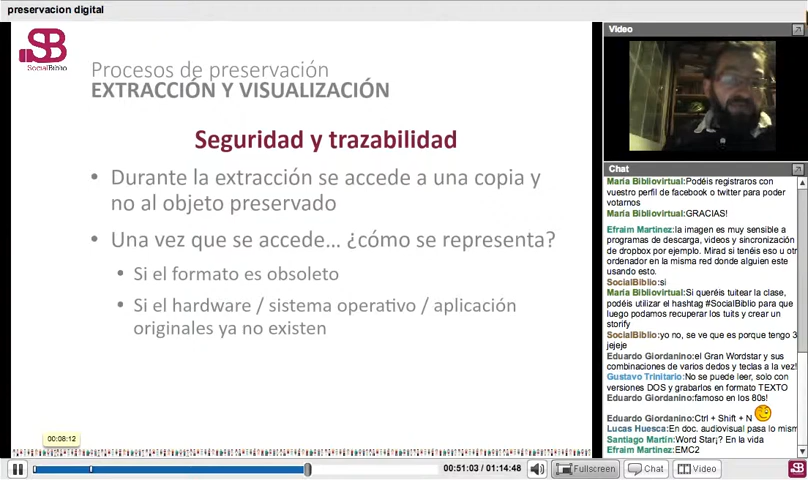 preservacion digital
SB
SocialBiblio
Procesos de preservación
EXTRACCIÓN Y VISUALIZACIÓN
Seguridad y trazabilidad
• Durante la extracción se accede a una copia y
no al objeto preservado
• Una vez que se accede... ¿cómo se representa?
• Si el formato es obsoleto
• Si el hardware / sistema operativo / aplicación
originales ya no existen
00:08:12
00:51:03 / 01:14:48
Fullscreen
Chat
Video
SB
Video
Chat
María Bibliovirtual:Podéis registraros con
vuestro perfil de facebook o twitter para poder
votarnos
María Bibliovirtual:GRACIAS!
Efraim Martinez:la imagen es muy sensible a
programas de descarga, videos y sincronización
de dropbox por ejemplo. Mirad si tenéis eso u otr
ordenador en la misma red donde alguien este
usando esto.
SocialBiblio:si
María Bibliovirtual:Si queréis tuitear la clase,
podéis utilizar el hashtag #SocialBiblio para que
luego podamos recuperar los tuits y crear un
storify
SocialBiblio:yo no, se ve que es porque tengo 3
jejeje
Eduardo Giordanino:el Gran Wordstar y sus
combinaciones de varios dedos y teclas a la vez!
Gustavo Trinitario:No se puede leer, solo con
versiones DOS y grabarlos en formato TEXTO
Eduardo Giordanino:famoso en los 80s!
Eduardo Giordanino:Ctrl + Shift + N
Lucas Huesca:En doc. audiovisual pasa lo mism
Santiago Martín:Word Star¡? En la vida
Efraim Martinez:EMC2